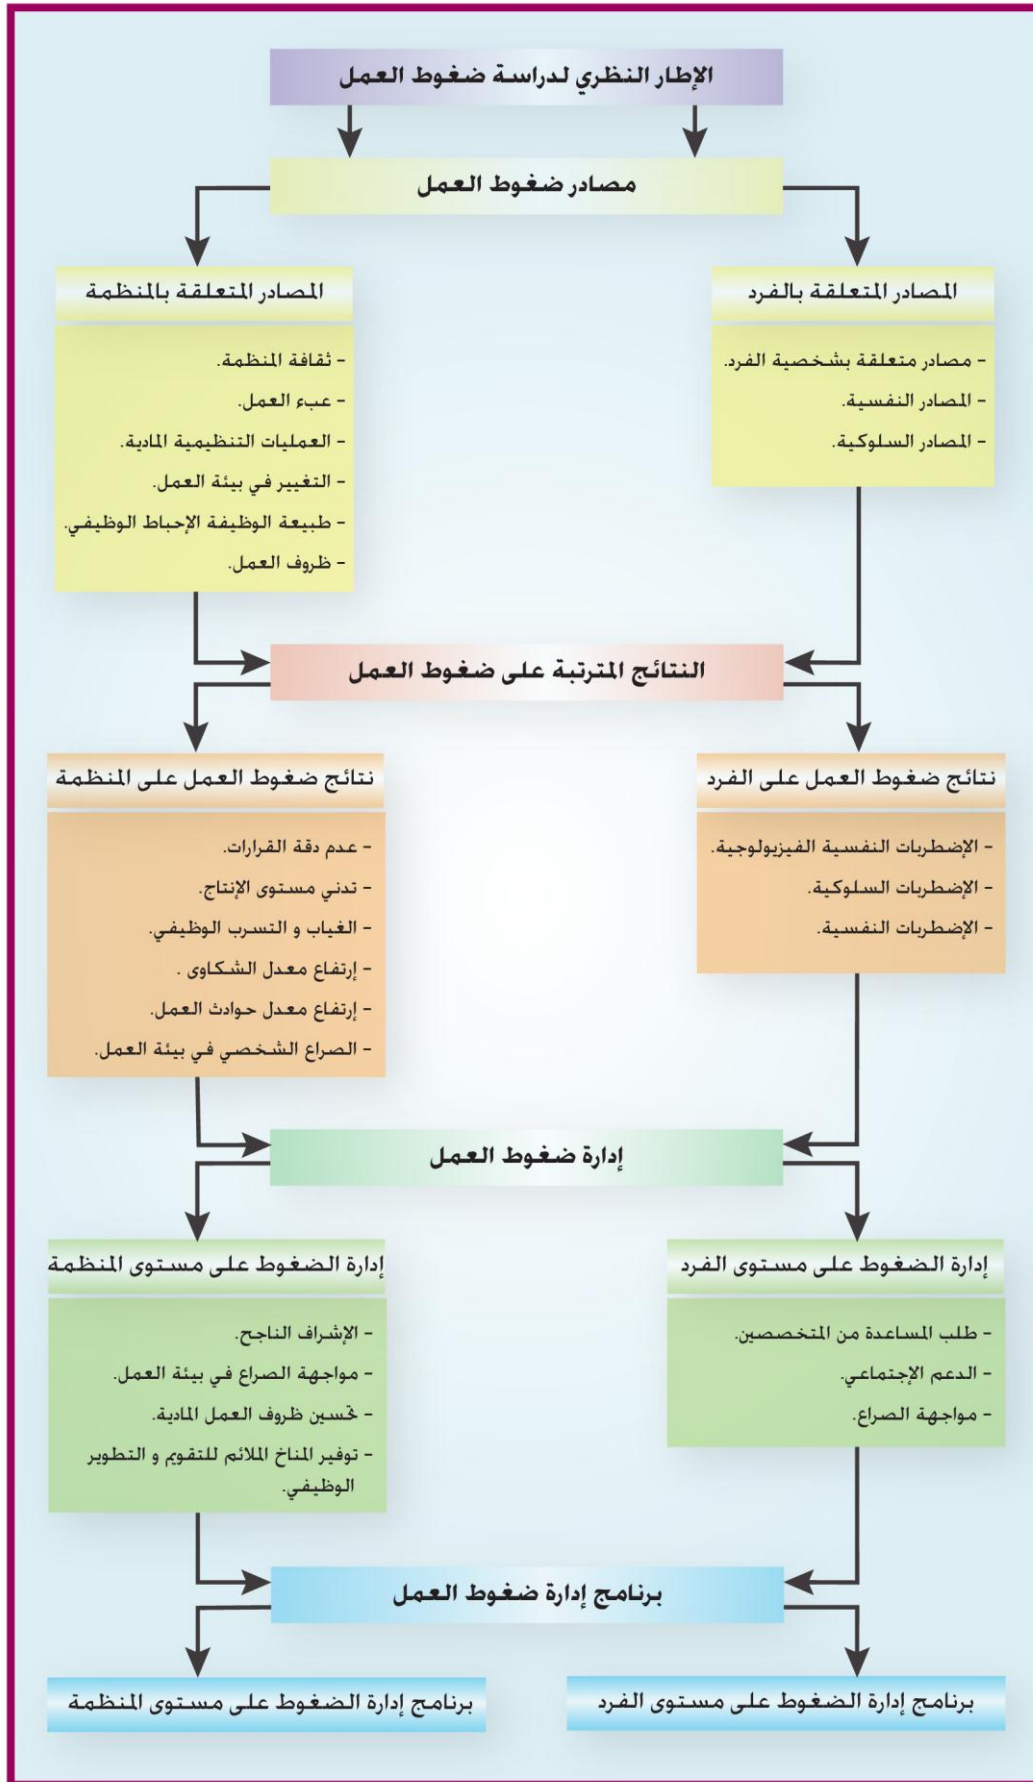 الإطار النظري لدراسة ضغوط العمل
مصادر ضغوط العمل
المصادر المتعلقة بالفرد
- مصادر متعلقة بشخصية الفرد.
- المصادر النفسية.
- المصادر السلوكية.
المصادر المتعلقة بالمنظمة
- ثقافة المنظمة.
- عبء العمل.
- العمليات التنظيمية المادية.
- التغيير في بيئة العمل.
- طبيعة الوظيفة الإحباط الوظيفي.
- ظروف العمل.
النتائج المترتبة على ضغوط العمل
نتائج ضغوط العمل على الفرد
- الإضطربات النفسية الفيزيولوجية.
- الإضطربات السلوكية.
- الإضطربات النفسية.
نتائج ضغوط العمل على المنظمة
- عدم دقة القرارات.
- تدني مستوى الإنتاج.
- الغياب و التسرب الوظيفي.
- إرتفاع معدل الشكاوى .
- إرتفاع معدل حوادث العمل.
- الصراع الشخصي في بيئة العمل.
إدارة ضغوط العمل
إدارة الضغوط على مستوى الفرد
- طلب المساعدة من المتخصصين.
- الدعم الإجتماعي.
- مواجهة الصراع.
إدارة الضغوط على مستوى المنظمة
- الإشراف الناجح.
- مواجهة الصراع في بيئة العمل.
- تحسين ظروف العمل المادية.
- توفير المناخ الملائم للتقويم و التطوير
الوظيفي.
برنامج إدارة ضغوط العمل
برنامج إدارة الضغوط على مستوى الفرد
برنامج إدارة الضغوط على مستوى المنظمة